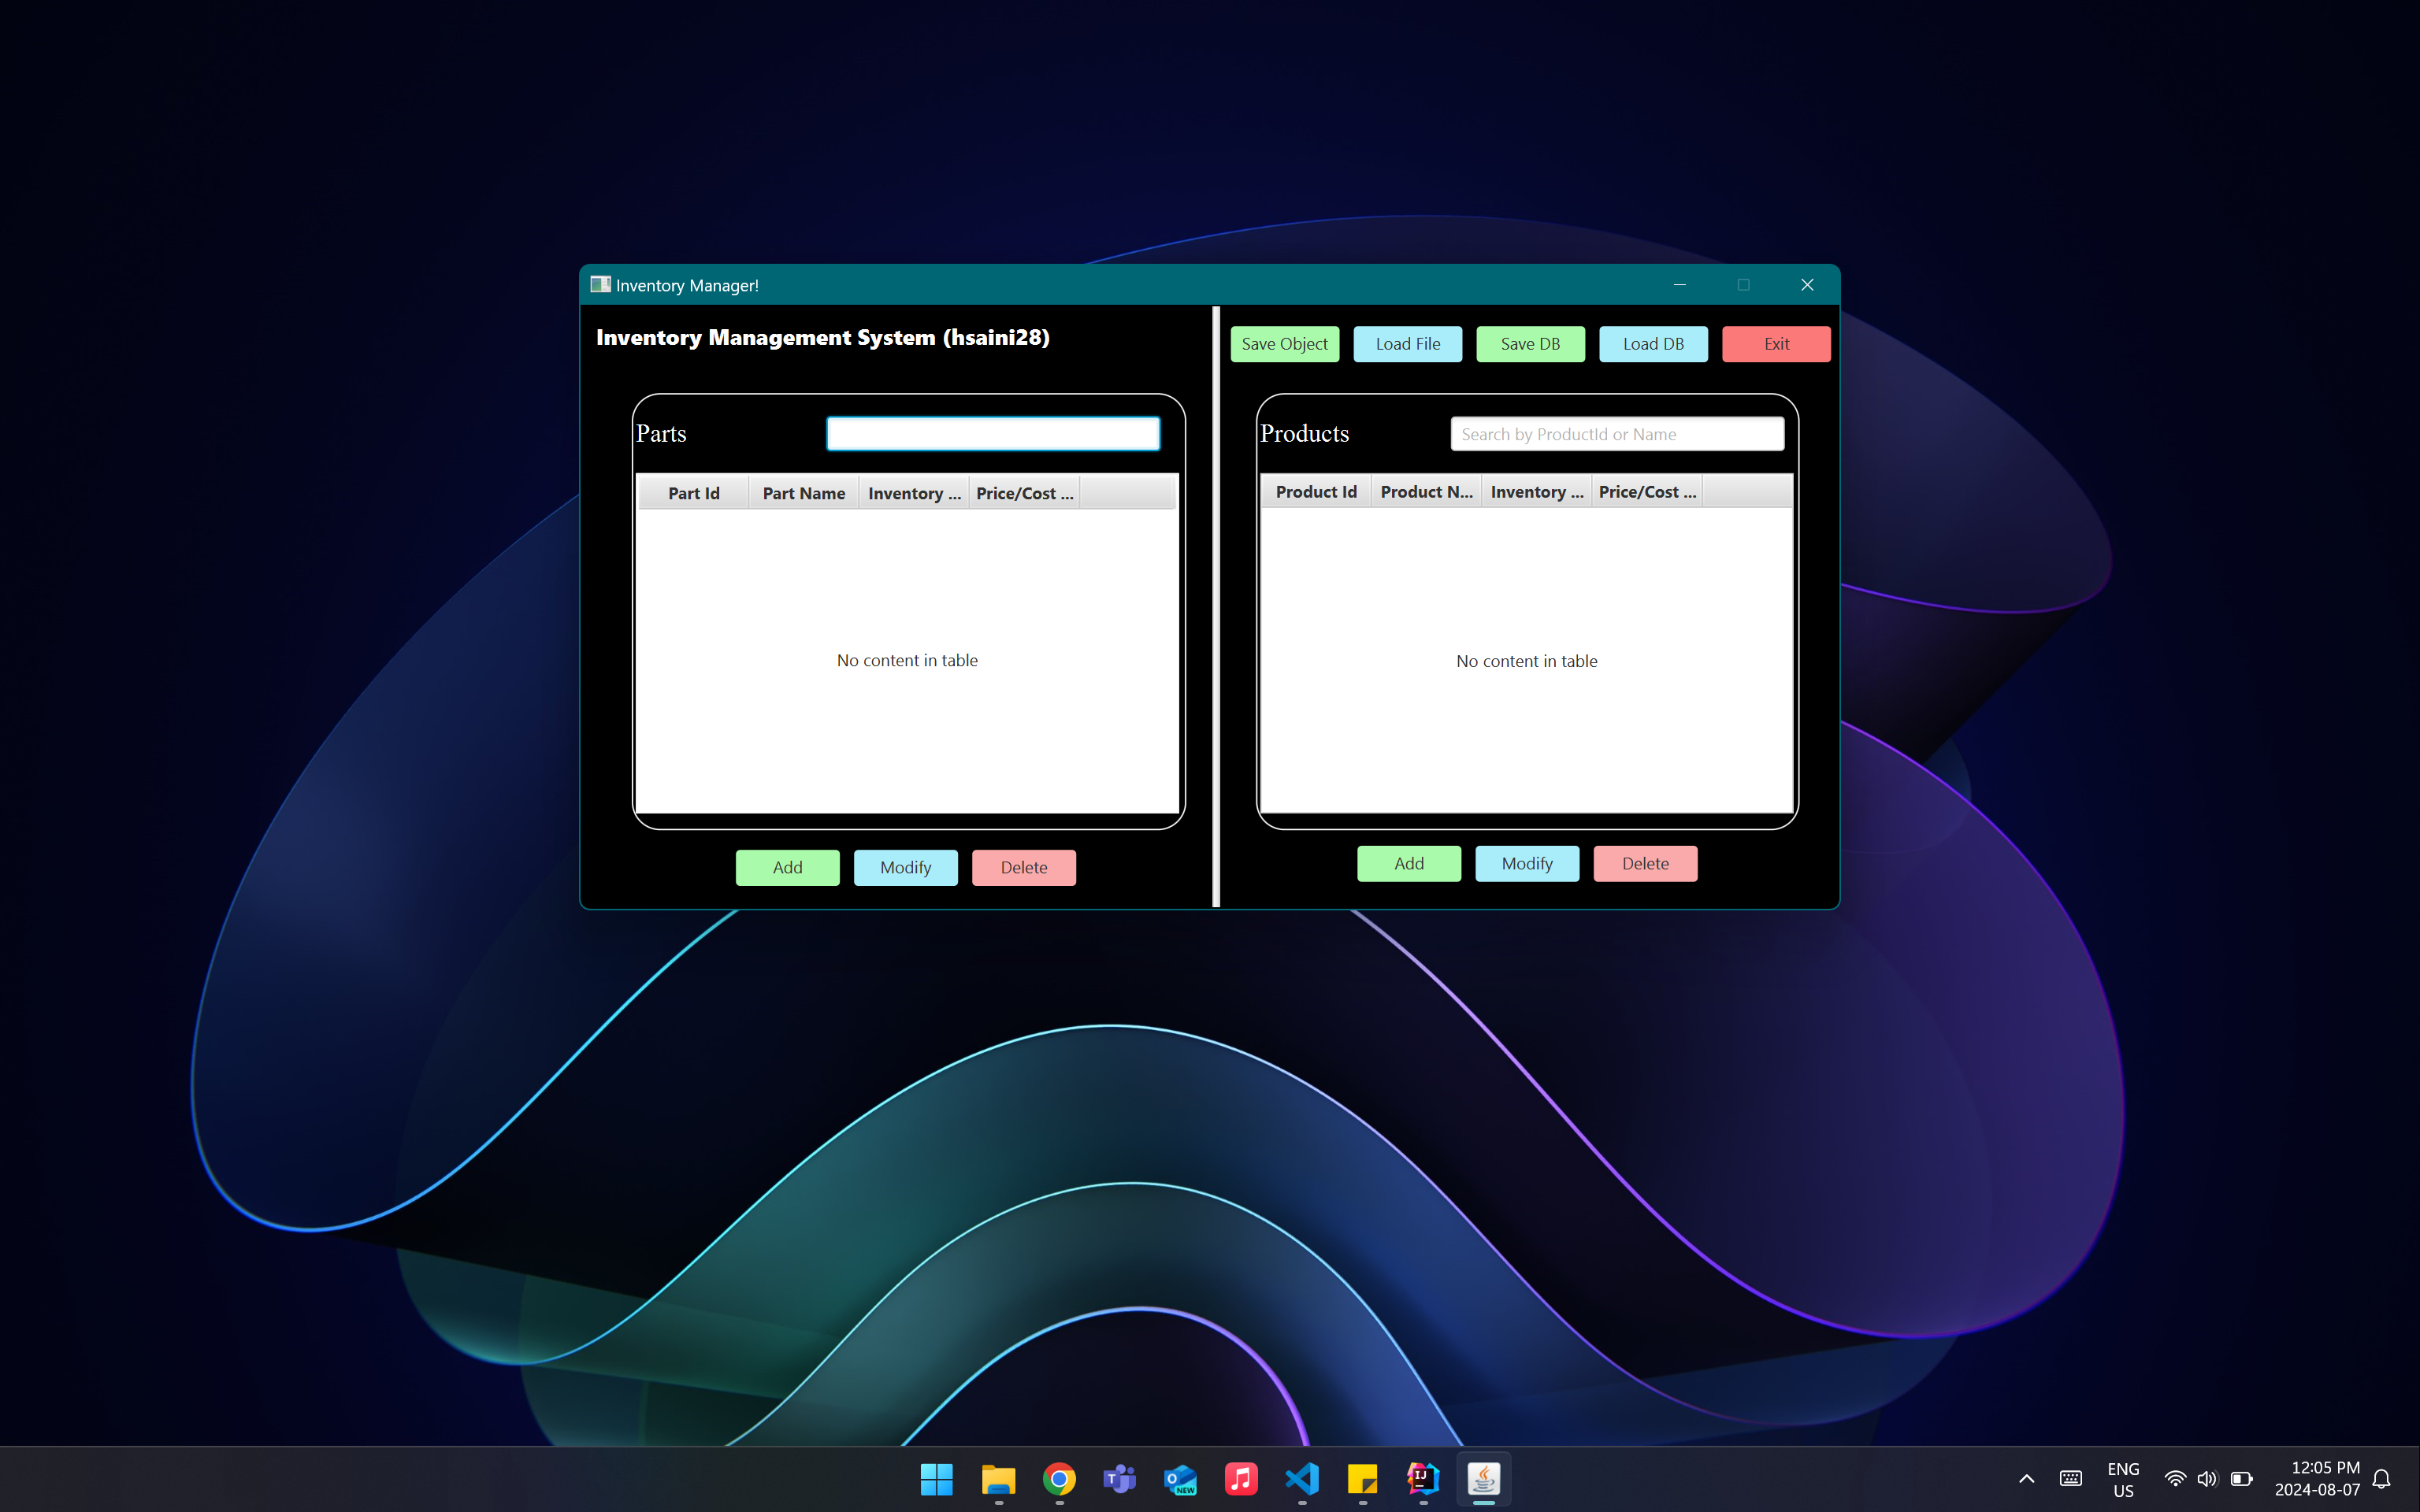 Inventory Manager!
Inventory Management System (hsaini28)
Save Object Load File Save DB Load DB Exit
Parts
Part Id Part Name Inventory ... Price/Cost ...
No content in table
Add Modify Delete
Products Search by ProductId or Name
Product Id Product N... Inventory ... Price/Cost ...
No content in table
Add Modify Delete
T O NEW IJ
ENG
US
12:05 PM
2024-08-07